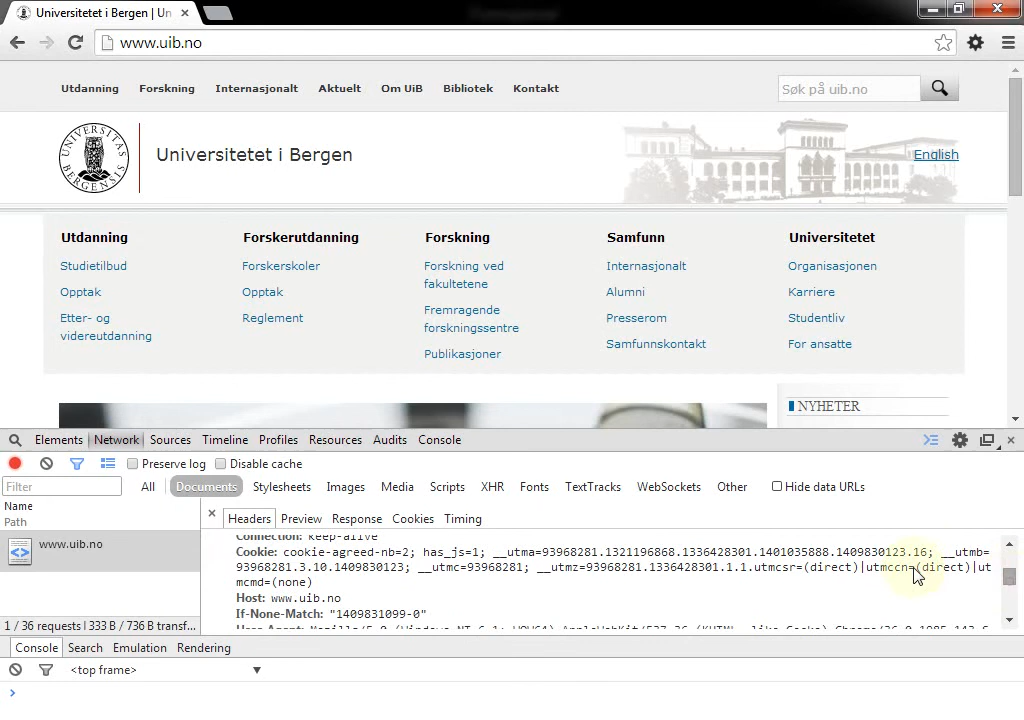 Universitetet i Bergen | Un
www.uib.no
Utdanning Forskning Internasjonalt Aktuelt Om UiB Bibliotek Kontakt
Søk på uib.no
UNIVERSITAS BERGENSIS
Universitetet i Bergen
English
Utdanning Forskerutdanning Forskning Samfunn Universitetet
Studietilbud Forskerskoler Forskning ved Internasjonalt Organisasjonen
fakultetene
Opptak Opptak Alumni Karriere
Fremragende
Etter- og Reglement forskningssentre Presserom Studentliv
videreutdanning
Publikasjoner Samfunnskontakt For ansatte
NYHETER
Elements Network Sources Timeline Profiles Resources Audits Console
Preserve log Disable cache
Filter All Documents Stylesheets Images Media Scripts XHR Fonts TextTracks WebSockets Other Hide data URLs
Name
Path
Headers Preview Response Cookies Timing
www.uib.no
Connection: keep-alive
Cookie: cookie-agreed-nb=2; has_js=1; __utma=93968281.1321196868.1336428301.1401035888.1409830123.16; __utmb=
93968281.3.10.1409830123; __utmc=93968281; __utmz=93968281.1336428301.1.1.utmcsr=(direct)|utmccn=(direct)|ut
mcmd=(none)
Host: www.uib.no
If-None-Match: "1409831099-0"
1 / 36 requests | 333 B / 736 B transf...
Console Search Emulation Rendering
<top frame>